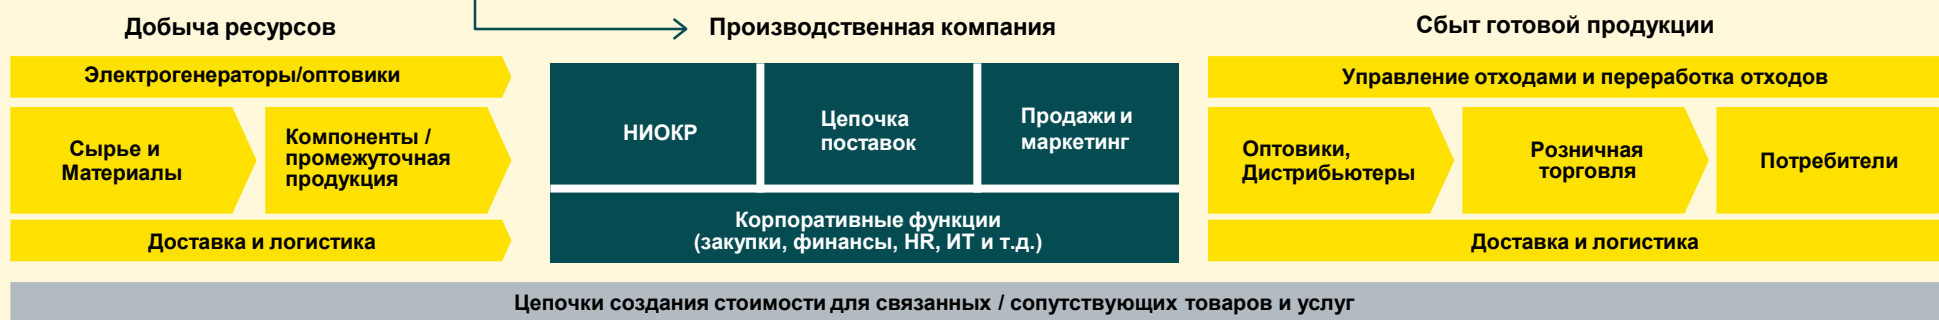 Добыча ресурсов
Электрогенераторы/оптовики
Сырье и
Материалы
Компоненты /
промежуточная
продукция
Доставка и логистика
Производственная компания
НИОКР
Цепочка
поставок
Продажи и
маркетинг
Корпоративные функции
(закупки, финансы, HR, ИТ и т.д.)
Сбыт готовой продукции
Управление отходами и переработка отходов
Оптовики,
Дистрибьютеры
Розничная
торговля
Потребители
Доставка и логистика
Цепочки создания стоимости для связанных / сопутствующих товаров и услуг